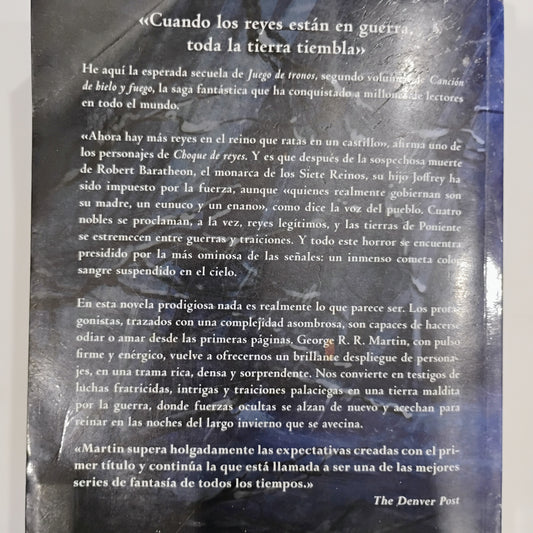 «Cuando los reyes están en guerra,
toda la tierra tiembla»
He aquí la esperada secuela de Juego de tronos, segundo volumen de Canción
de hielo y fuego, la saga fantástica que ha conquistado a millones de lectores
en todo el mundo.
«Ahora hay más reyes en el reino que ratas en un castillo», afirma uno de
los personajes de Choque de reyes. Y es que después de la sospechosa muerte
de Robert Baratheon, el monarca de los Siete Reinos, su hijo Joffrey ha
sido impuesto por la fuerza, aunque «quienes realmente gobiernan son
su madre, un eunuco y un enano», como dice la voz del pueblo. Cuatro
nobles se proclaman, a la vez, reyes legítimos, y las tierras de Poniente
se estremecen entre guerras y traiciones. Y todo este horror se encuentra
presidido por la más ominosa de las señales: un inmenso cometa color
sangre suspendido en el cielo.
En esta novela prodigiosa nada es realmente lo que parece ser. Los prota-
gonistas, trazados con una complejidad asombrosa, son capaces de hacerse
odiar o amar desde las primeras páginas. George R. R. Martin, con pulso
firme y enérgico, vuelve a ofrecernos un brillante despliegue de persona-
jes, en una trama rica, densa y sorprendente. Nos convierte en testigos de
luchas fratricidas, intrigas y traiciones palaciegas en una tierra maldita
por la guerra, donde fuerzas ocultas se alzan de nuevo y acechan para
reinar en las noches del largo invierno que se avecina.
«Martin supera holgadamente las expectativas creadas con el pri-
mer título y continúa la que está llamada a ser una de las mejores
series de fantasía de todos los tiempos.»
The Denver Post